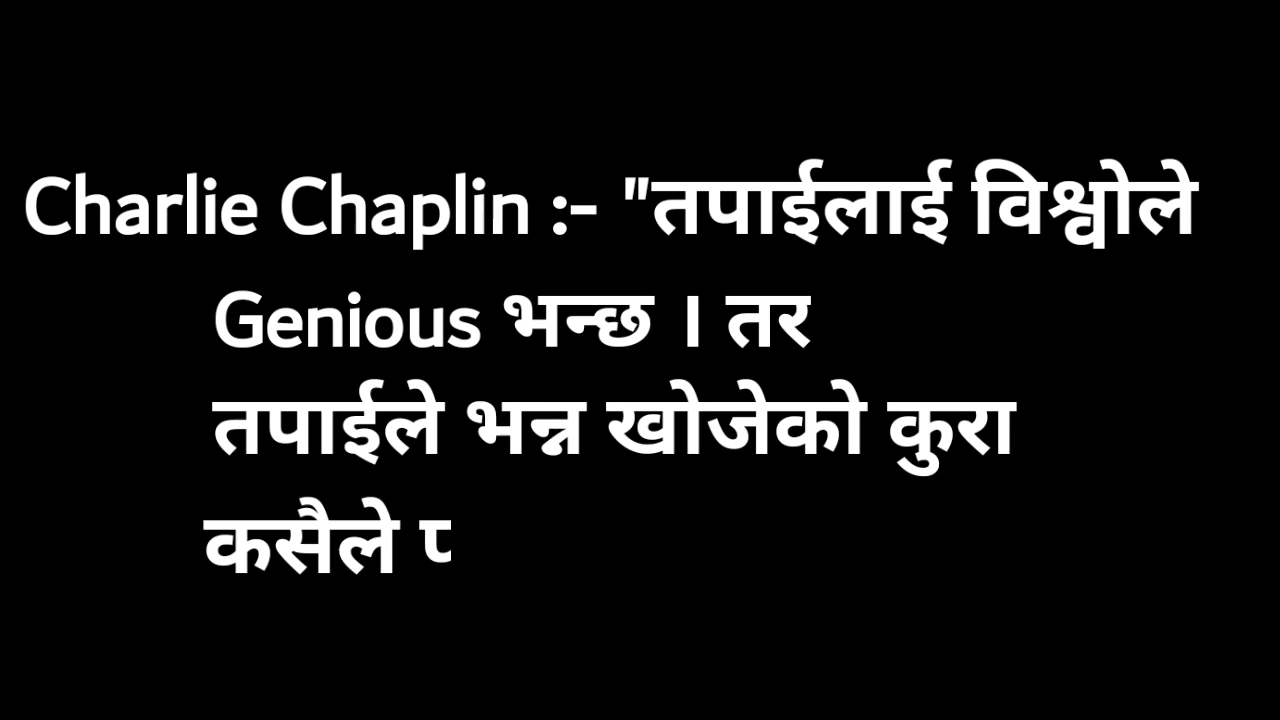 Charlie Chaplin :- "तपाईलाई विश्वोले
Genious भन्छ । तर
तपाईले भन्न खोजेको कुरा
कसैले